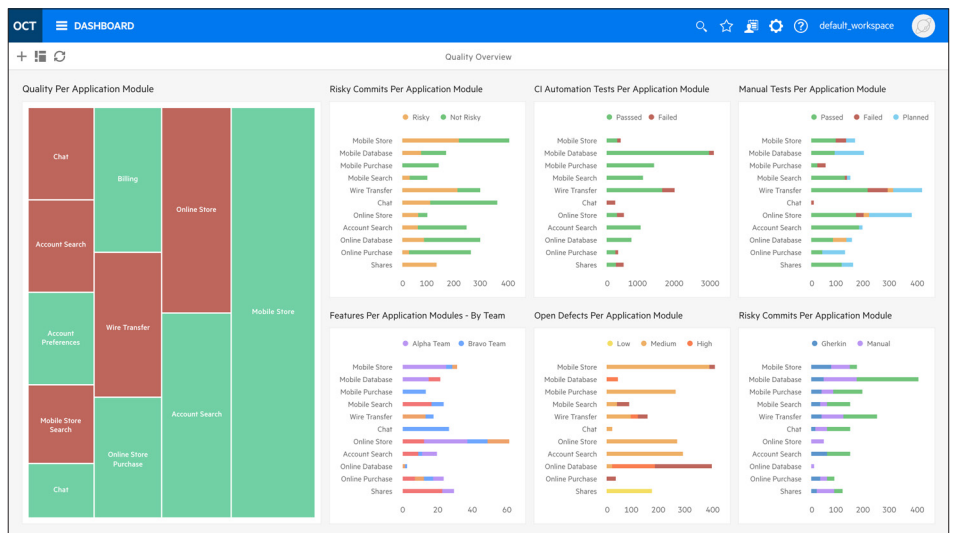 OCT DASHBOARD default_workspace
Quality Overview
Quality Per Application Module
Chat
Account Search
Account
Preferences
Mobile Store
Search
Chat
Billing
Wire Transfer
Online Store
Purchase
Online Store
Account Search
Mobile Store
Risky Commits Per Application Module
Risky Not Risky
Mobile Store
Mobile Database
Mobile Purchase
Mobile Search
Wire Transfer
Chat
Online Store
Account Search
Online Database
Online Purchase
Shares
0 100 200 300 400
CI Automation Tests Per Application Module
Passsed Failed
Mobile Store
Mobile Database
Mobile Purchase
Mobile Search
Wire Transfer
Chat
Online Store
Account Search
Online Database
Online Purchase
Shares
0 1000 2000 3000
Manual Tests Per Application Module
Passed Failed Planned
Mobile Store
Mobile Database
Mobile Purchase
Mobile Search
Wire Transfer
Chat
Online Store
Account Search
Online Database
Online Purchase
Shares
0 100 200 300 400
Features Per Application Modules - By Team
Alpha Team Bravo Team
Mobile Store
Mobile Database
Mobile Purchase
Mobile Search
Wire Transfer
Chat
Online Store
Account Search
Online Database
Online Purchase
Shares
0 20 40 60
Open Defects Per Application Module
Low Medium High
Mobile Store
Mobile Database
Mobile Purchase
Mobile Search
Wire Transfer
Chat
Online Store
Account Search
Online Database
Online Purchase
Shares
0 100 200 300 400
Risky Commits Per Application Module
Gherkin Manual
Mobile Store
Mobile Database
Mobile Purchase
Mobile Search
Wire Transfer
Chat
Online Store
Account Search
Online Database
Online Purchase
Shares
0 100 200 300 400